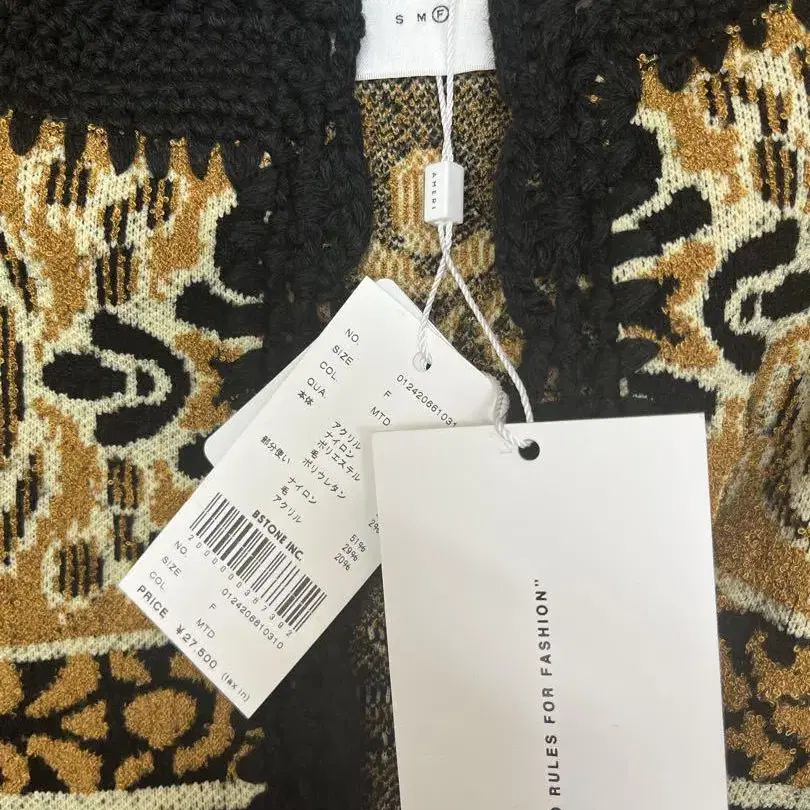 S M F
AMERI
NO. 01242086103
SIZE F
COL. MTD
QUA.
本体 アクリル
ナイロン
ポリエステル
毛
ポリウレタン
部分使い ナイロン 51%
毛 29%
アクリル 20%
BSTONE INC.
NO. 0124208610310
SIZE F
COL MTD
PRICE ¥27,500 (tax in)
RULES FOR FASHION"